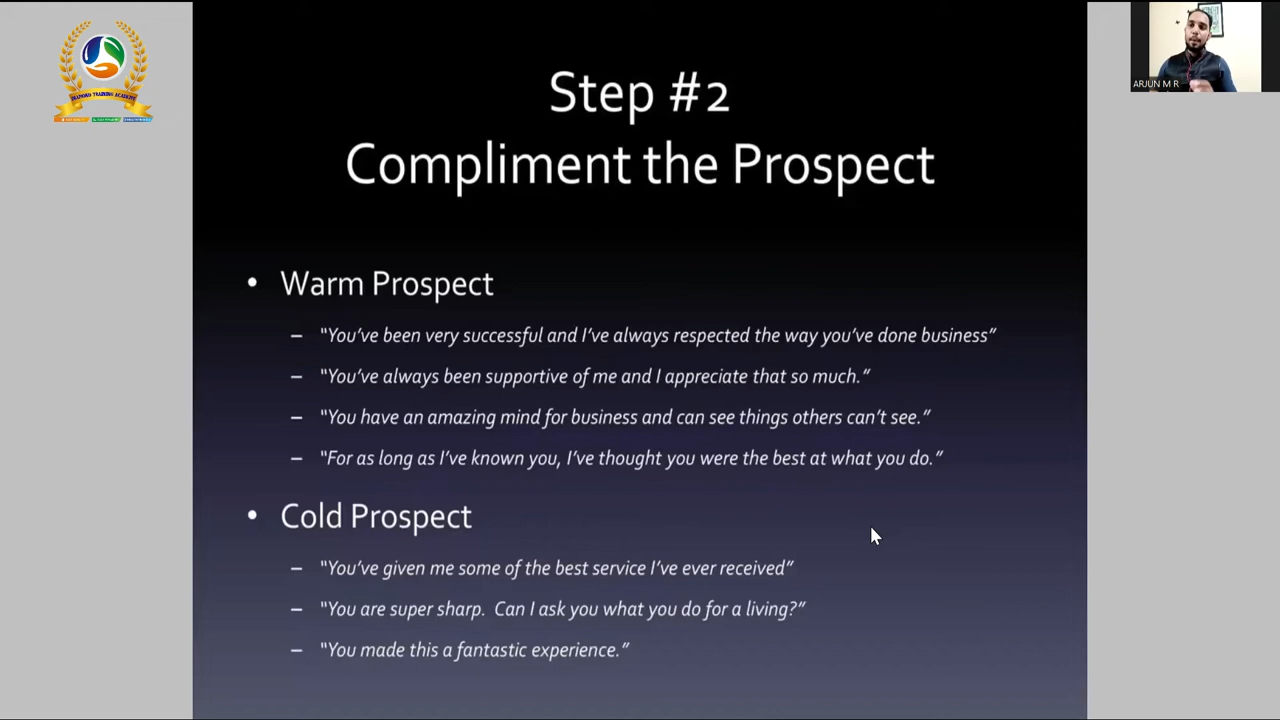 ARJUN M R
Step #2
Compliment the Prospect
• Warm Prospect
– "You've been very successful and I've always respected the way you've done business"
– "You've always been supportive of me and I appreciate that so much."
– "You have an amazing mind for business and can see things others can't see."
– "For as long as I've known you, I've thought you were the best at what you do."
• Cold Prospect
– "You've given me some of the best service I've ever received"
– "You are super sharp.  Can I ask you what you do for a living?"
– "You made this a fantastic experience."